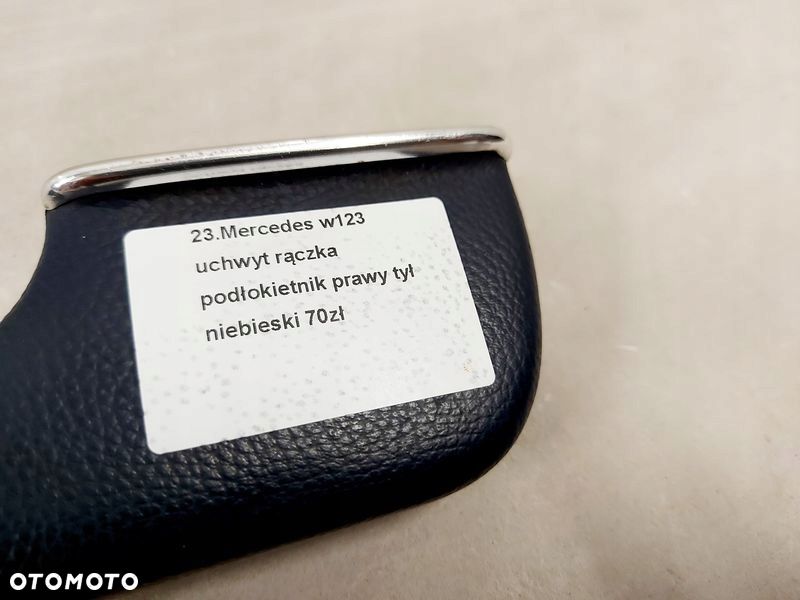 23.Mercedes w123
uchwyt rączka
podłokietnik prawy tył
niebieski 70zł
OTOMOTO